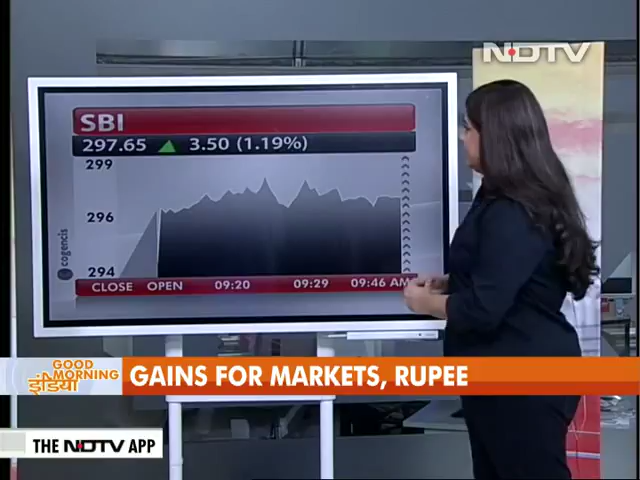 NDTV
SBI
297.65 ▲ 3.50 (1.19%)
299
296
294
cogencis
CLOSE OPEN 09:20 09:29 09:46 AM
GOOD
MORNING
इंडिया
GAINS FOR MARKETS, RUPEE
THE NDTV APP